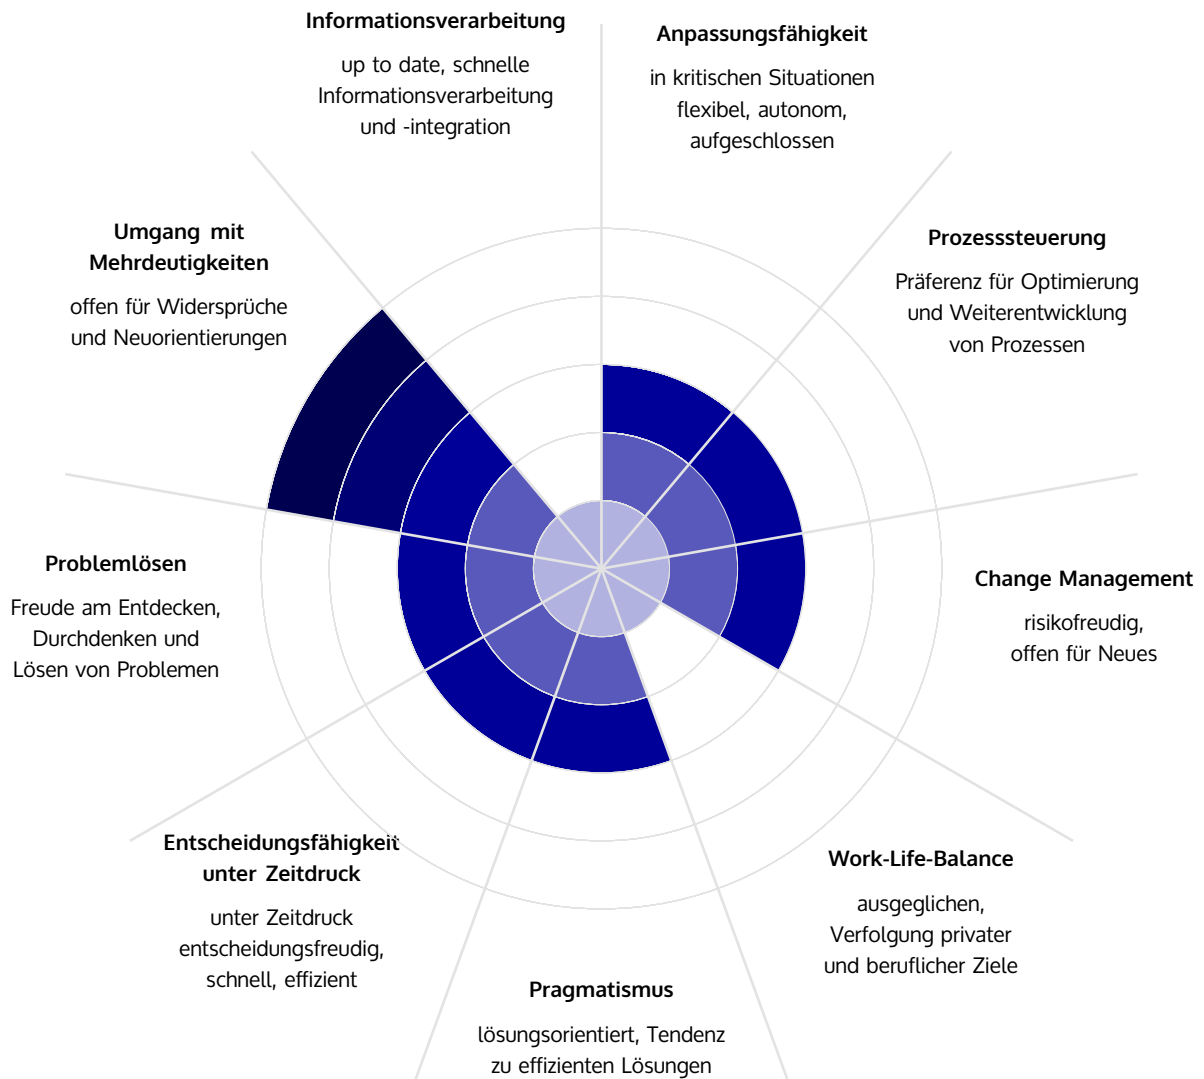 Informationsverarbeitung
up to date, schnelle
Informationsverarbeitung
und -integration
Anpassungsfähigkeit
in kritischen Situationen
flexibel, autonom,
aufgeschlossen
Prozesssteuerung
Präferenz für Optimierung
und Weiterentwicklung
von Prozessen
Change Management
risikofreudig,
offen für Neues
Work-Life-Balance
ausgeglichen,
Verfolgung privater
und beruflicher Ziele
Pragmatismus
lösungsorientiert, Tendenz
zu effizienten Lösungen
Entscheidungsfähigkeit
unter Zeitdruck
unter Zeitdruck
entscheidungsfreudig,
schnell, effizient
Problemlösen
Freude am Entdecken,
Durchdenken und
Lösen von Problemen
Umgang mit
Mehrdeutigkeiten
offen für Widersprüche
und Neuorientierungen